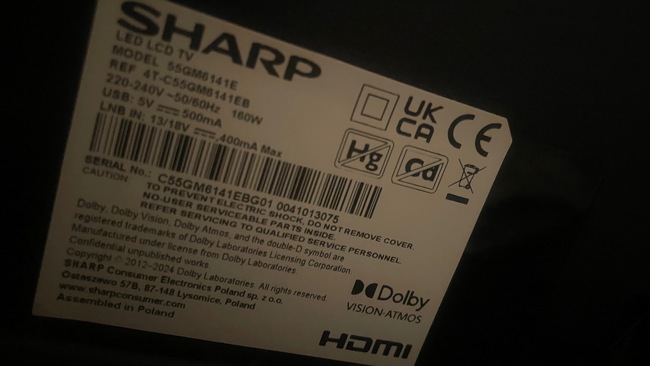 SHARP
LED LCD TV
MODEL 55GM6141E
REF 4T-C55GM6141EB
220-240V ~50/60Hz 160W
USB: 5V ⎓ 500mA
LNB IN: 13/18V ⎓, 400mA Max
UK
CA
CE
Hg
Cd
SERIAL No.: C55GM6141EBG01 0041013075
CAUTION TO PREVENT ELECTRIC SHOCK, DO NOT REMOVE COVER.
NO-USER SERVICEABLE PARTS INSIDE.
REFER SERVICING TO QUALIFIED SERVICE PERSONNEL.
Dolby, Dolby Vision, Dolby Atmos, and the double-D symbol are
registered trademarks of Dolby Laboratories Licensing Corporation.
Manufactured under license from Dolby Laboratories.
Confidential unpublished works.
Copyright © 2012–2024 Dolby Laboratories. All rights reserved
SHARP Consumer Electronics Poland sp. z o.o.
Ostaszewo 57B, 87-148 Lysomice, Poland
www.sharpconsumer.com
Assembled in Poland
Dolby
VISION·ATMOS
HDMI